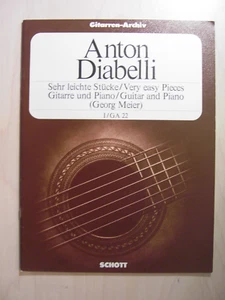 Gitarren-Archiv
Anton
Diabelli
Sehr leichte Stücke/Very easy Pieces
Gitarre und Piano/Guitar and Piano
(Georg Meier)
I/GA 22
SCHOTT